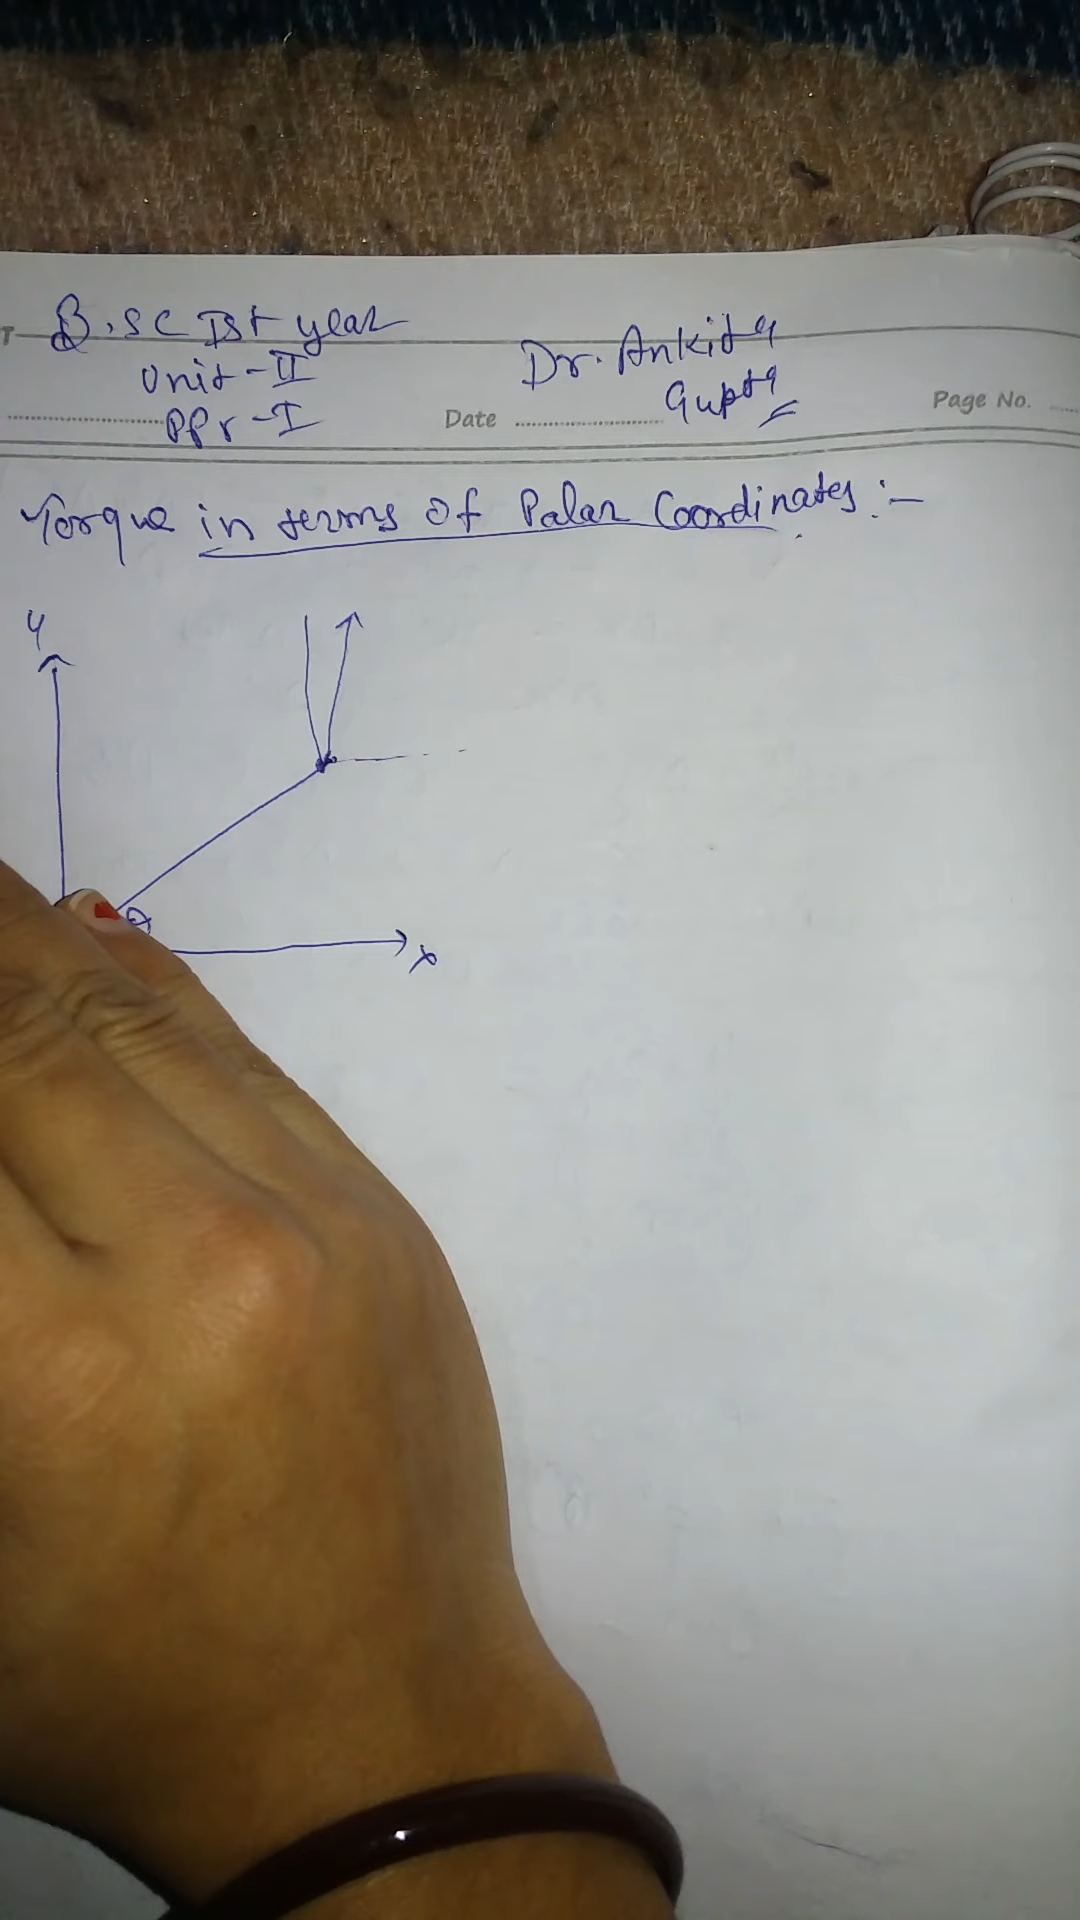 B.SC Ist year
Unit-II
PPr-I
Dr. Ankita
Gupta
Date
Page No.
Torque in terms of Polar Coordinates :-
y
θ
x